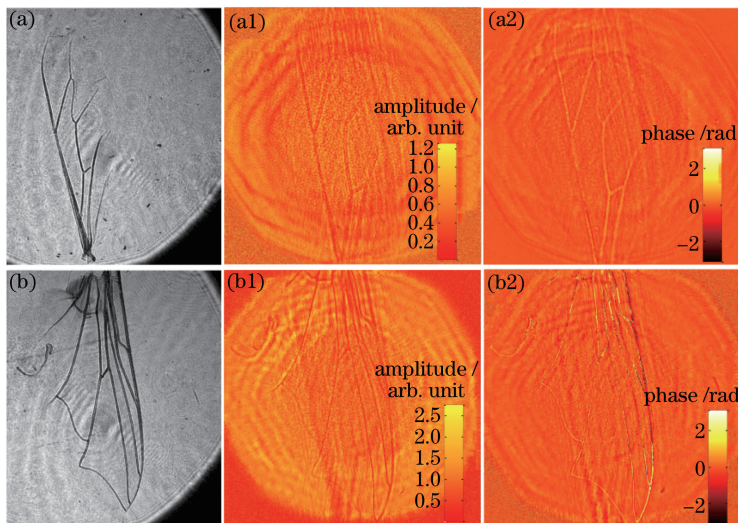 (a)
(a1)
amplitude /
arb. unit
1.2
1.0
0.8
0.6
0.4
0.2
(a2)
phase /rad
2
0
−2
(b)
(b1)
amplitude /
arb. unit
2.5
2.0
1.5
1.0
0.5
(b2)
phase /rad
2
0
−2